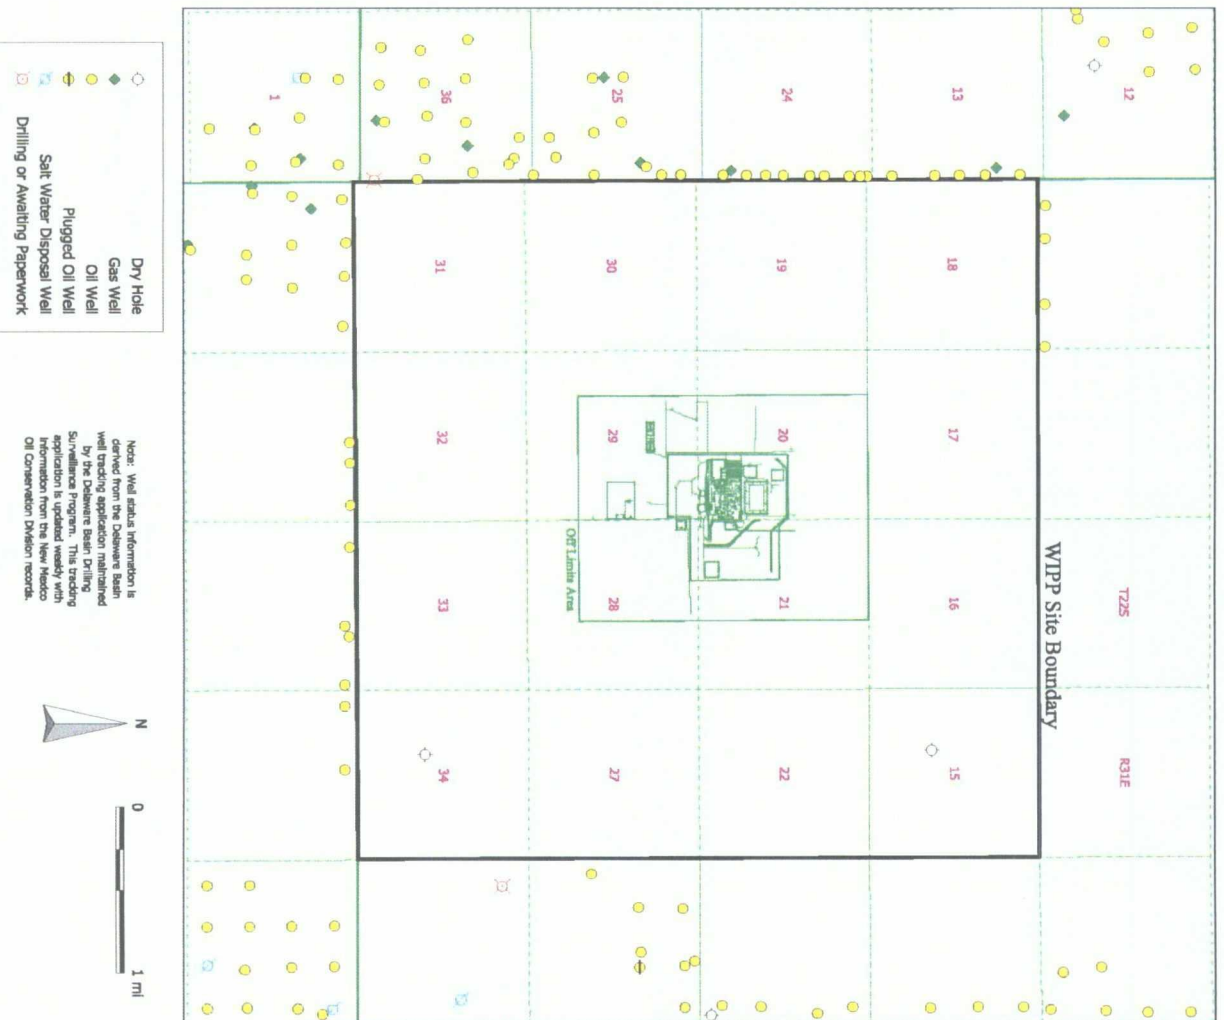 12 T22S R31E
WIPP Site Boundary
13 18 17 16 15
24 19 20 21 22
25 30 29 28 27
Off Limits Area
36 31 32 33 34
1
Dry Hole
Gas Well
Oil Well
Plugged Oil Well
Salt Water Disposal Well
Drilling or Awaiting Paperwork
Note: Well status information is
derived from the Delaware Basin
well tracking application maintained
by the Delaware Basin Drilling
Surveillance Program. This tracking
application is updated weekly with
information from the New Mexico
Oil Conservation Division records.
N
0 1 mi